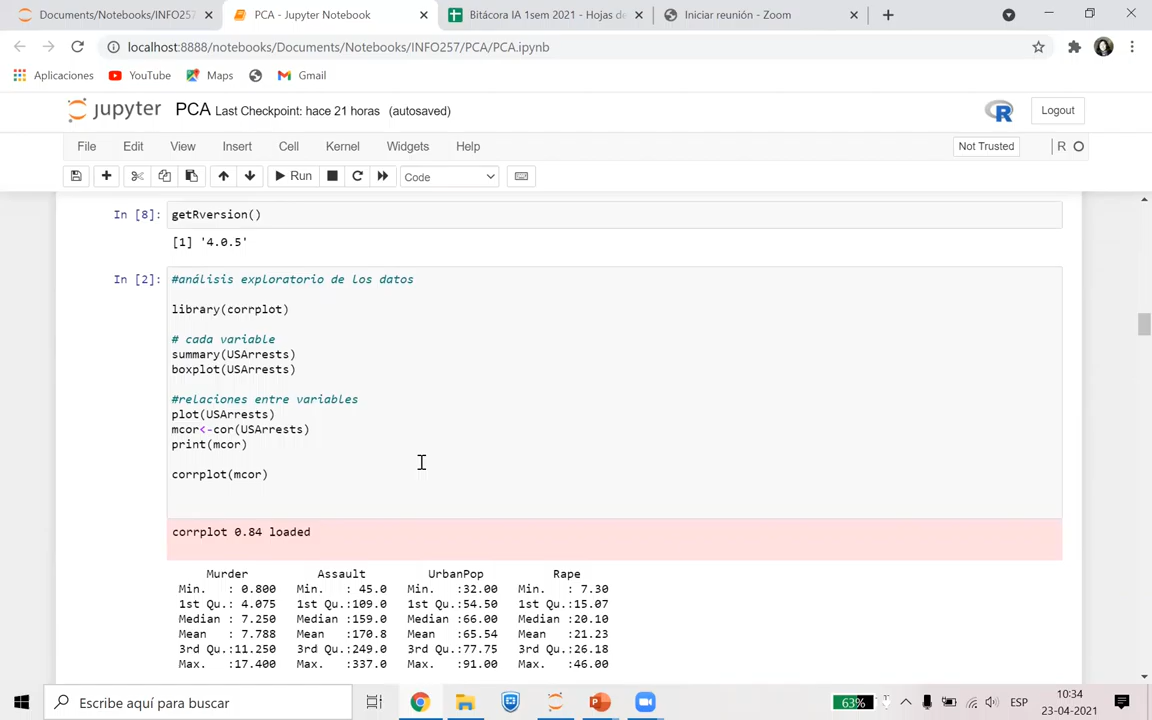 Documents/Notebooks/INFO257
PCA - Jupyter Notebook
Bitácora IA 1sem 2021 - Hojas de
Iniciar reunión - Zoom
localhost:8888/notebooks/Documents/Notebooks/INFO257/PCA/PCA.ipynb
Aplicaciones YouTube Maps Gmail
jupyter PCA Last Checkpoint: hace 21 horas (autosaved) R Logout
File Edit View Insert Cell Kernel Widgets Help Not Trusted R
Run Code
In [8]: getRversion()
[1] '4.0.5'
In [2]: #análisis exploratorio de los datos
library(corrplot)
# cada variable
summary(USArrests)
boxplot(USArrests)
#relaciones entre variables
plot(USArrests)
mcor<-cor(USArrests)
print(mcor)
corrplot(mcor)
corrplot 0.84 loaded
Murder Assault UrbanPop Rape
Min. : 0.800 Min. : 45.0 Min. :32.00 Min. : 7.30
1st Qu.: 4.075 1st Qu.:109.0 1st Qu.:54.50 1st Qu.:15.07
Median : 7.250 Median :159.0 Median :66.00 Median :20.10
Mean : 7.788 Mean :170.8 Mean :65.54 Mean :21.23
3rd Qu.:11.250 3rd Qu.:249.0 3rd Qu.:77.75 3rd Qu.:26.18
Max. :17.400 Max. :337.0 Max. :91.00 Max. :46.00
Escribe aquí para buscar
63%
ESP
10:34
23-04-2021